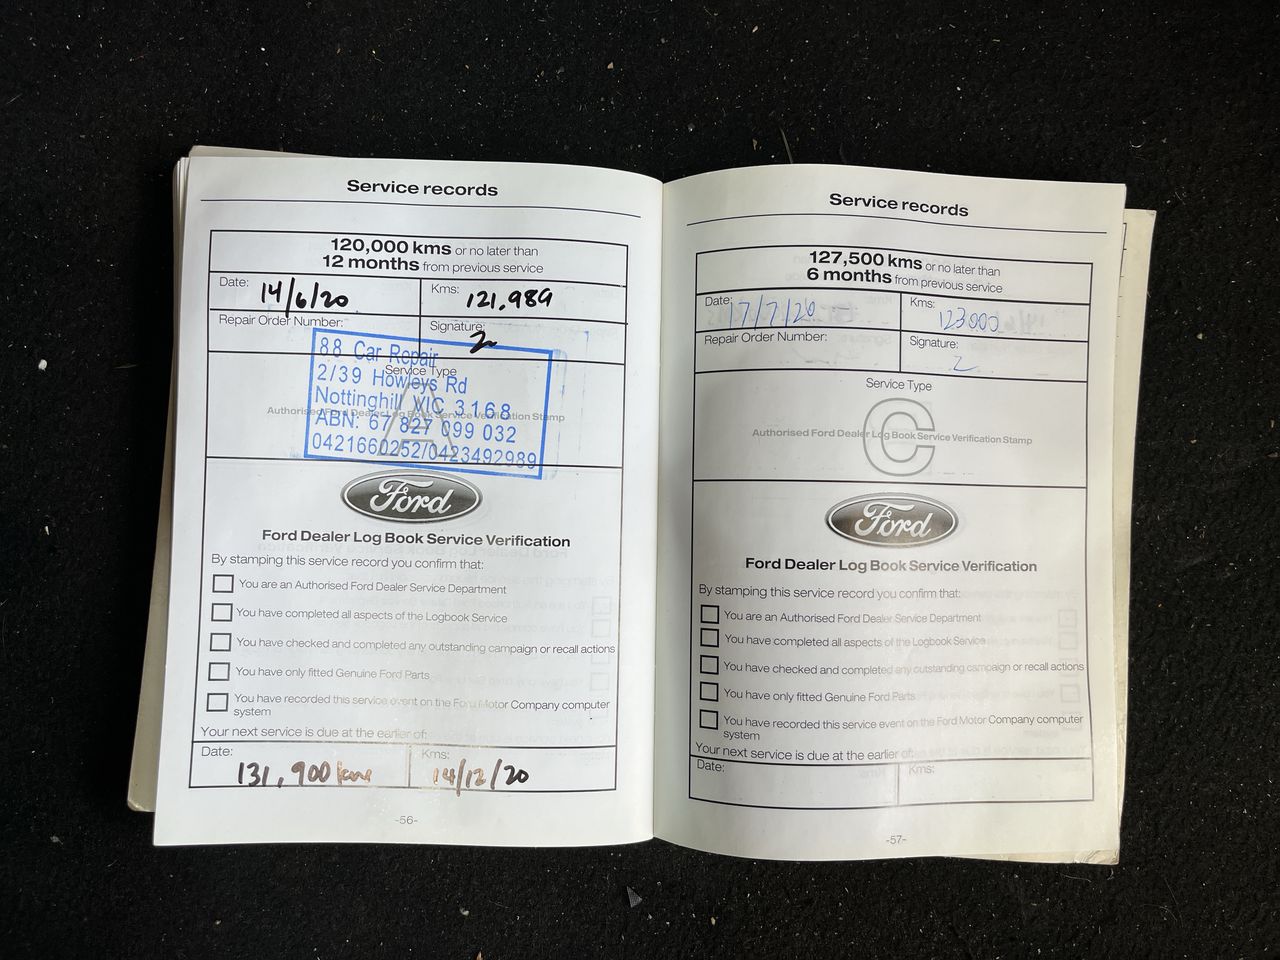 Service records
120,000 kms or no later than
12 months from previous service
Date: 14/6/20
Kms: 121,989
Repair Order Number:
Signature:
88 Car Repair
Service Type
2/39 Howleys Rd
Nottinghill VIC 3168
A
Authorised Ford Dealer Log Book Service Verification Stamp
ABN: 67 827 099 032
0421660252/0423492989
Ford
Ford Dealer Log Book Service Verification
By stamping this service record you confirm that:
You are an Authorised Ford Dealer Service Department
You have completed all aspects of the Logbook Service
You have checked and completed any outstanding campaign or recall actions
You have only fitted Genuine Ford Parts
You have recorded this service event on the Ford Motor Company computer
system
Your next service is due at the earlier of:
Date: 131,900 kms
Kms: 14/12/20
-56-
Service records
127,500 kms or no later than
6 months from previous service
Date: 17/7/20
Kms: 123000
Repair Order Number:
Signature:
Service Type
C
Authorised Ford Dealer Log Book Service Verification Stamp
Ford
Ford Dealer Log Book Service Verification
By stamping this service record you confirm that:
You are an Authorised Ford Dealer Service Department
You have completed all aspects of the Logbook Service
You have checked and completed any outstanding campaign or recall actions
You have only fitted Genuine Ford Parts
You have recorded this service event on the Ford Motor Company computer
system
Your next service is due at the earlier of:
Date:
Kms:
-57-